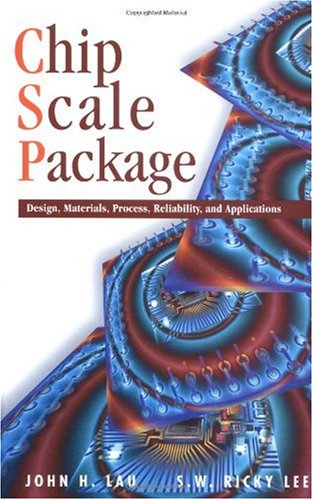 Chip
Scale
Package
Design, Materials, Process, Reliability, and Applications
JOHN H. LAU S.W. RICKY LEE